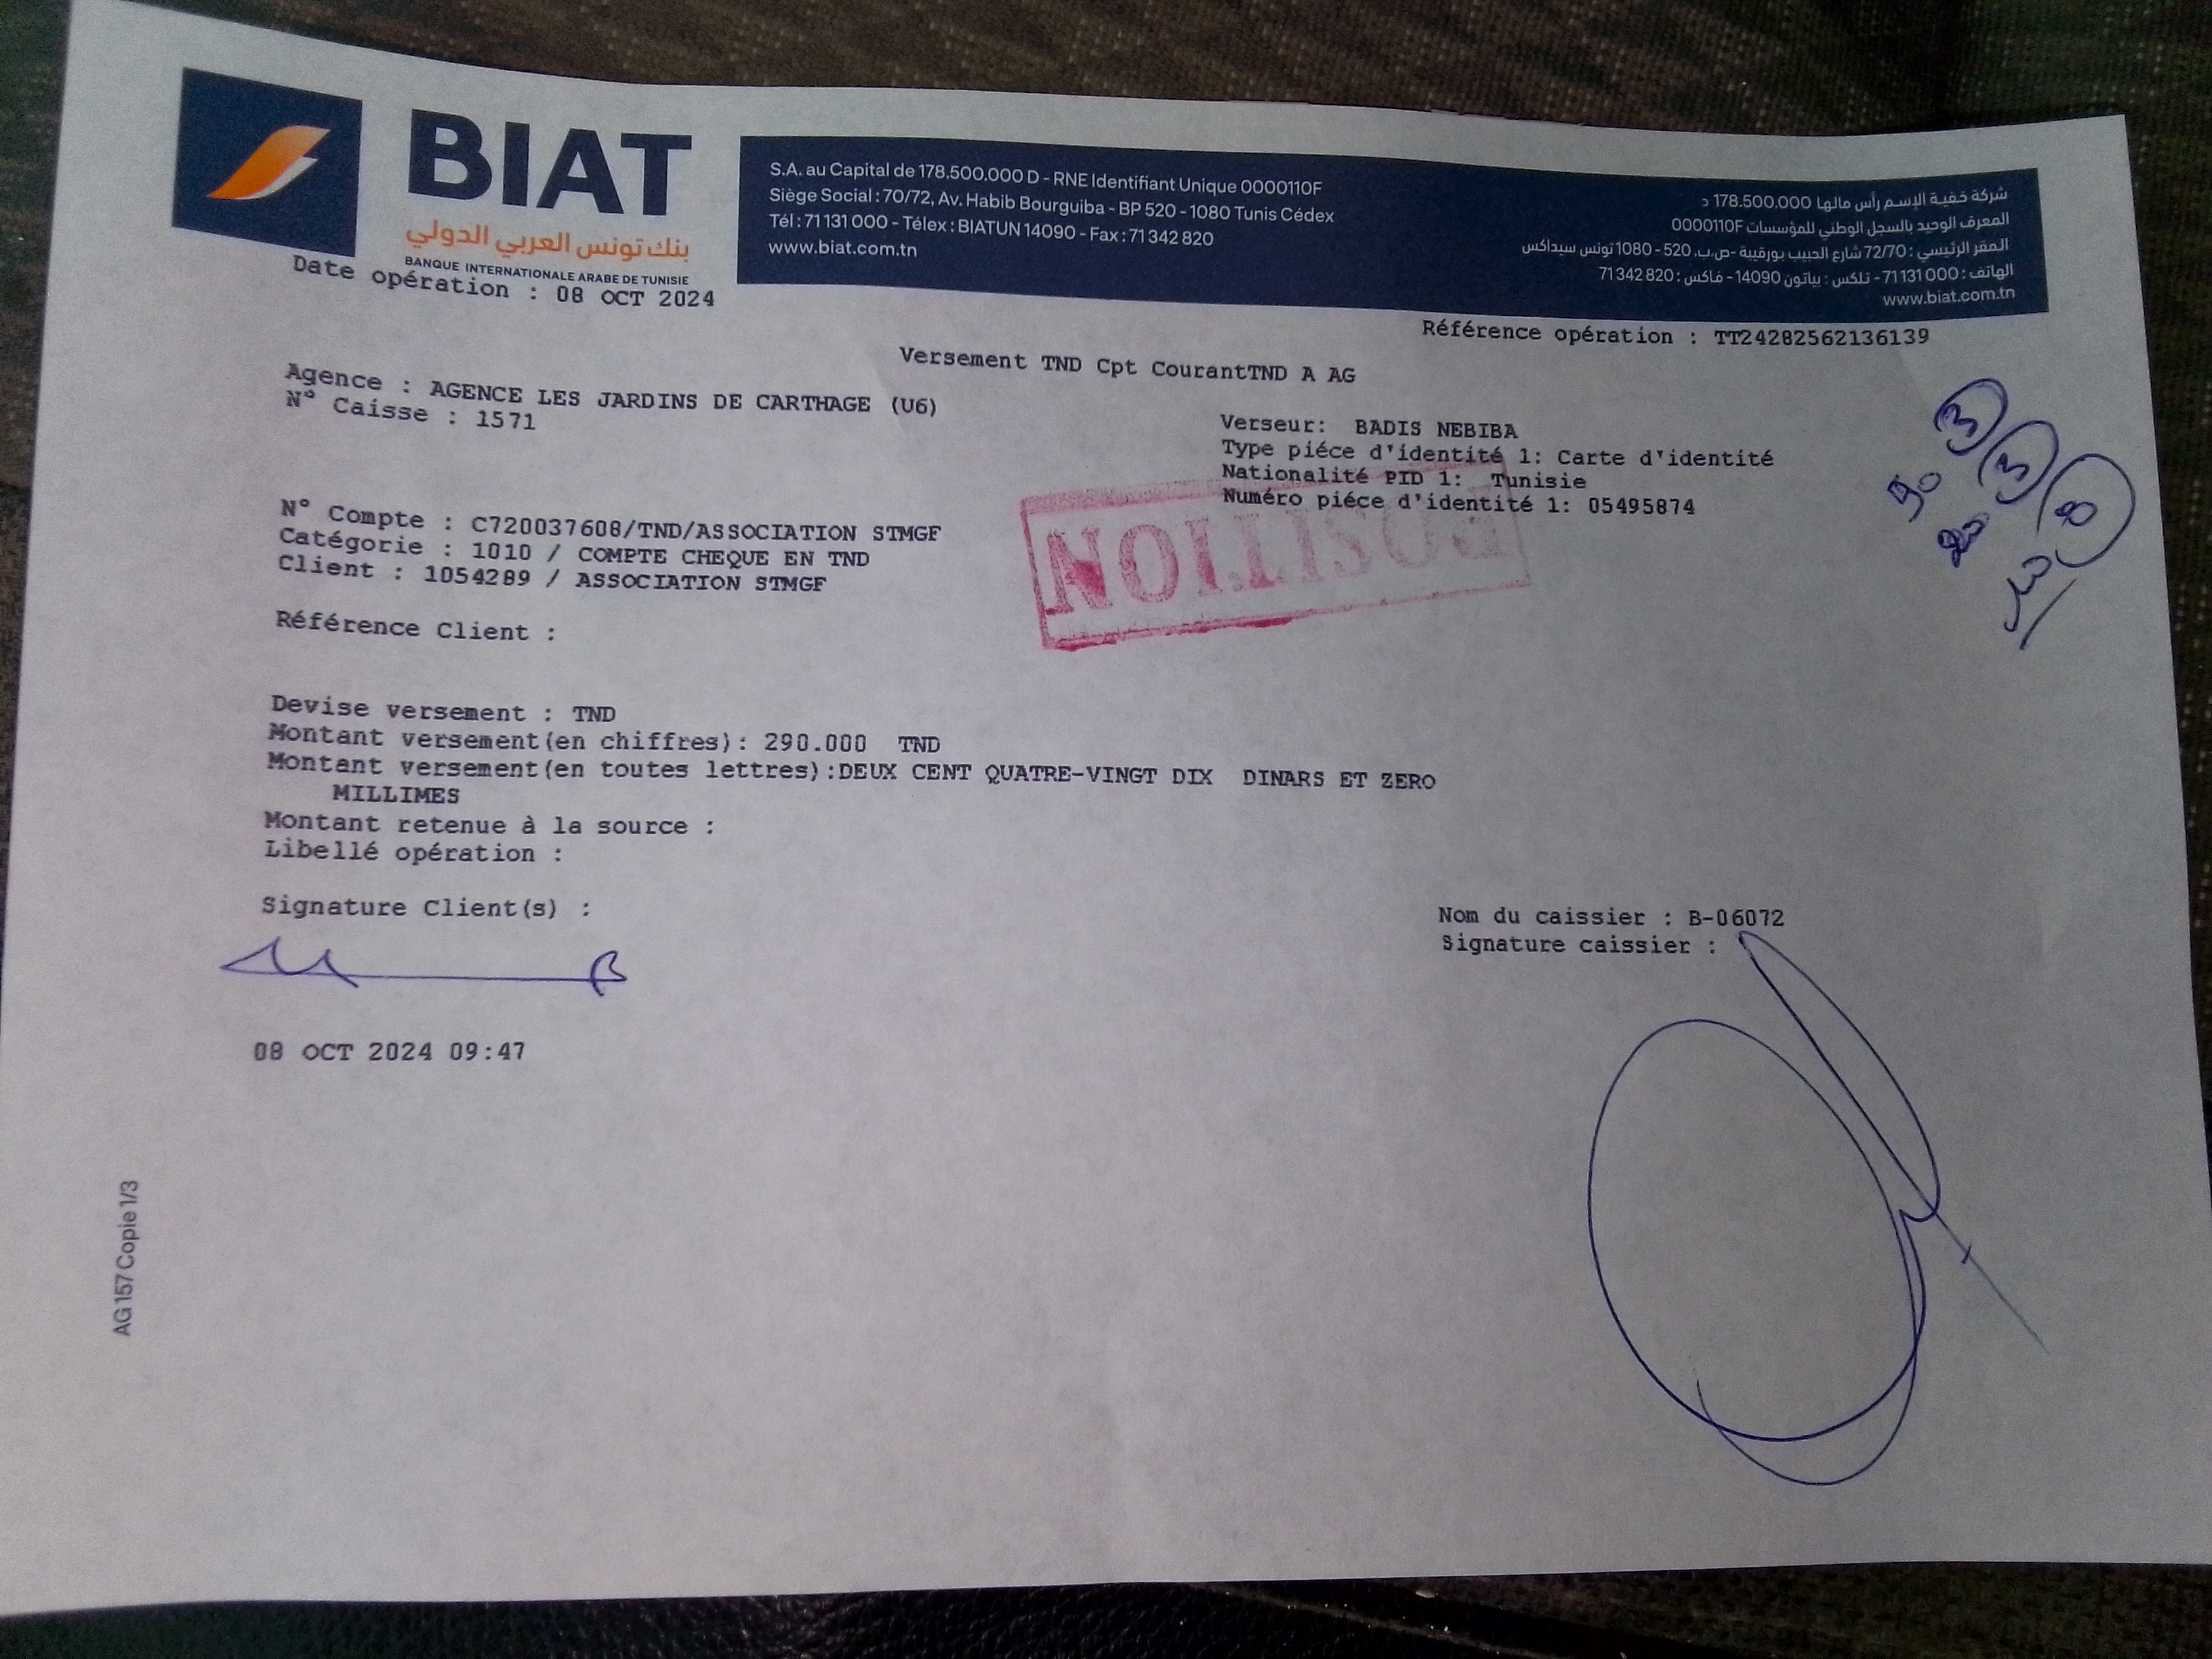 BIAT
بنك تونس العربي الدولي
BANQUE INTERNATIONALE ARABE DE TUNISIE
S.A. au Capital de 178.500.000 D - RNE Identifiant Unique 0000110F
Siège Social : 70/72, Av. Habib Bourguiba - BP 520 - 1080 Tunis Cédex
Tél : 71 131 000 - Télex : BIATUN 14090 - Fax : 71 342 820
www.biat.com.tn
شركة خفية الإسم رأس مالها 178.500.000 د
المعرف الوحيد بالسجل الوطني للمؤسسات 0000110F
المقر الرئيسي : 72/70 شارع الحبيب بورقيبة -ص.ب. 520 - 1080 تونس سيداكس
الهاتف : 71 131 000 - تلكس : بياتون 14090 - فاكس : 71 342 820
www.biat.com.tn
Date opération : 08 OCT 2024
Référence opération : TT24282562136139
Versement TND Cpt CourantTND A AG
Agence : AGENCE LES JARDINS DE CARTHAGE (U6)
N° Caisse : 1571
Verseur: BADIS NEBIBA
Type piéce d'identité 1: Carte d'identité
Nationalité PID 1: Tunisie
Numéro piéce d'identité 1: 05495874
N° Compte : C720037608/TND/ASSOCIATION STMGF
Catégorie : 1010 / COMPTE CHEQUE EN TND
Client : 1054289 / ASSOCIATION STMGF
POSITION
Référence Client :
Devise versement : TND
Montant versement(en chiffres): 290.000 TND
Montant versement(en toutes lettres):DEUX CENT QUATRE-VINGT DIX DINARS ET ZERO
MILLIMES
Montant retenue à la source :
Libellé opération :
Signature Client(s) :
Nom du caissier : B-06072
Signature caissier :
08 OCT 2024 09:47
AG 157 Copie 1/3